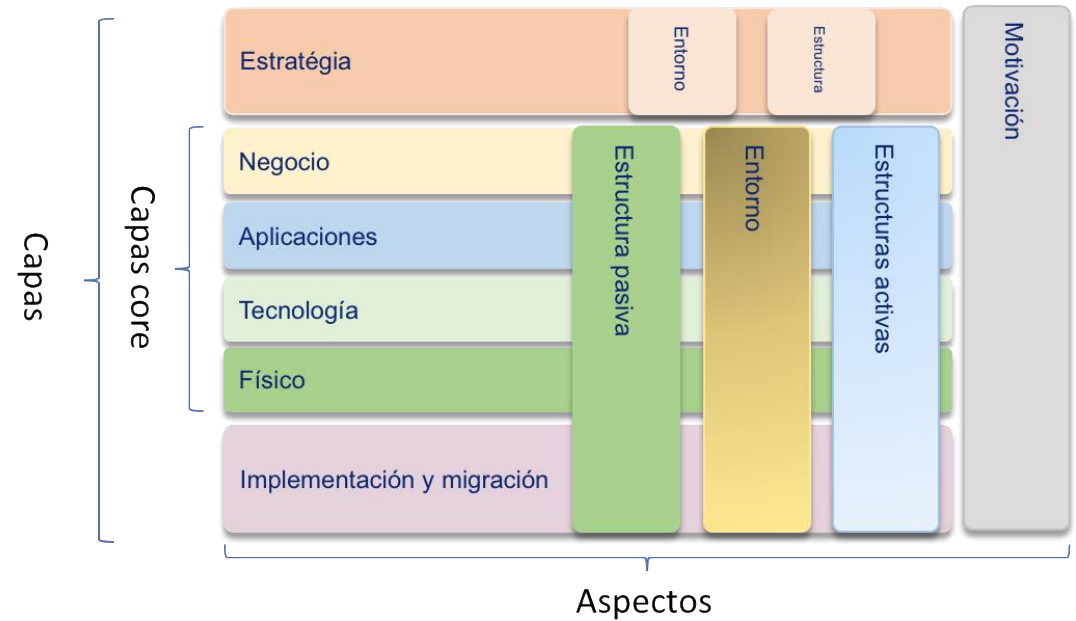 Capas
Capas core
Estratégia
Entorno
Estructura
Motivación
Negocio
Aplicaciones
Tecnología
Físico
Implementación y migración
Estructura pasiva
Entorno
Estructuras activas
Aspectos